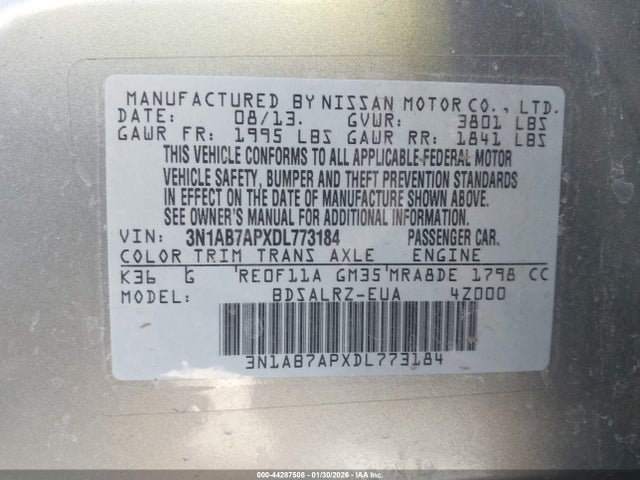 MANUFACTURED BY NISSAN MOTOR CO., LTD.
DATE: 08/13. GVWR: 3801 LBS
GAWR FR: 1995 LBS GAWR RR: 1841 LBS
THIS VEHICLE CONFORMS TO ALL APPLICABLE FEDERAL MOTOR
VEHICLE SAFETY, BUMPER AND THEFT PREVENTION STANDARDS
IN EFFECT ON THE DATE OF MANUFACTURE SHOWN ABOVE.
SEE OWNER'S MANUAL FOR ADDITIONAL INFORMATION.
VIN: 3N1AB7APXDL773184 PASSENGER CAR.
COLOR TRIM TRANS AXLE ENGINE
K36 G RE0F11A GM35 MRA8DE 1798 CC
MODEL: BDSALRZ-EUA 4Z000
3N1AB7APXDL773184
000-44287508 - 01/30/2026 - IAA Inc.